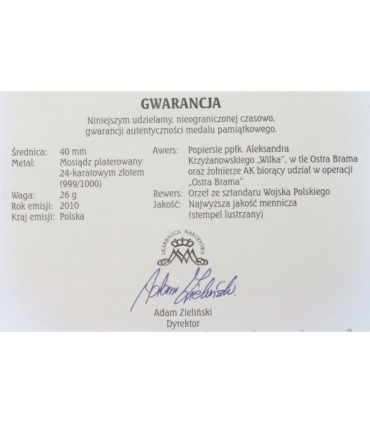 GWARANCJA
Niniejszym udzielamy, nieograniczonej czasowo,
gwarancji autentyczności medalu pamiątkowego.
Średnica: 40 mm
Metal: Mosiądz platerowany
24-karatowym złotem
(999/1000)
Waga: 26 g
Rok emisji: 2010
Kraj emisji: Polska
Awers: Popiersie ppłk. Aleksandra
Krzyżanowskiego „Wilka”, w tle Ostra Brama
oraz żołnierze AK biorący udział w operacji
„Ostra Brama”
Rewers: Orzeł ze sztandaru Wojska Polskiego
Jakość: Najwyższa jakość mennicza
(stempel lustrzany)
SKARBNICA NARODOWA
Adam Zieliński
Adam Zieliński
Dyrektor